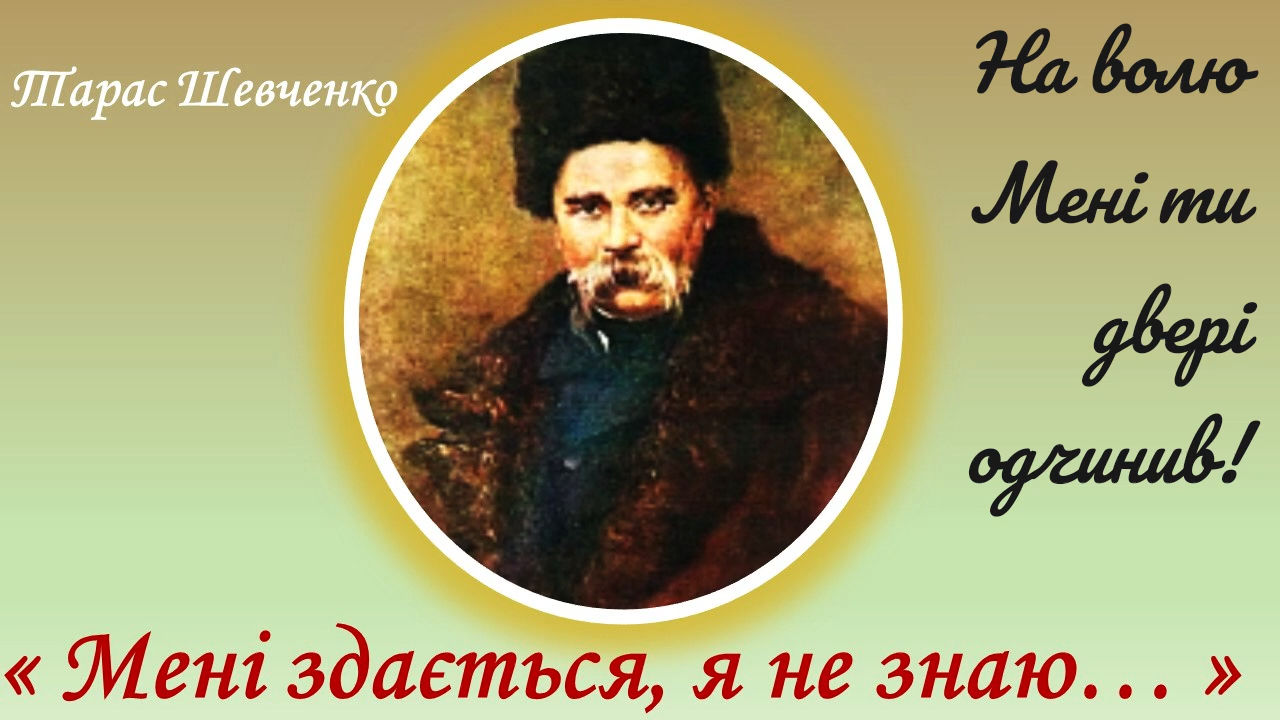 Тарас Шевченко
На волю
Мені ти
двері
одчинив!
« Мені здається, я не знаю... »